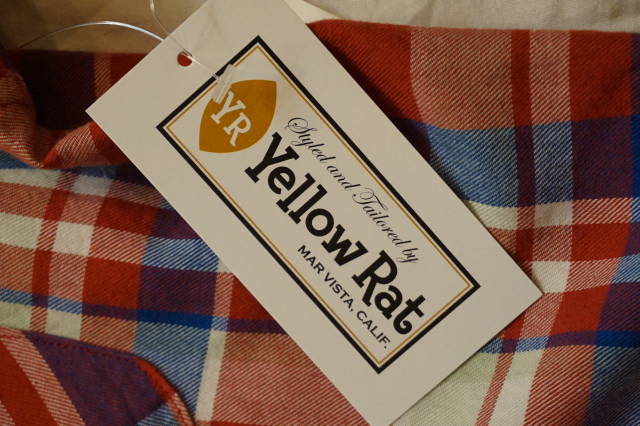 YR
Styled and Tailored by
Yellow Rat
MAR VISTA, CALIF.